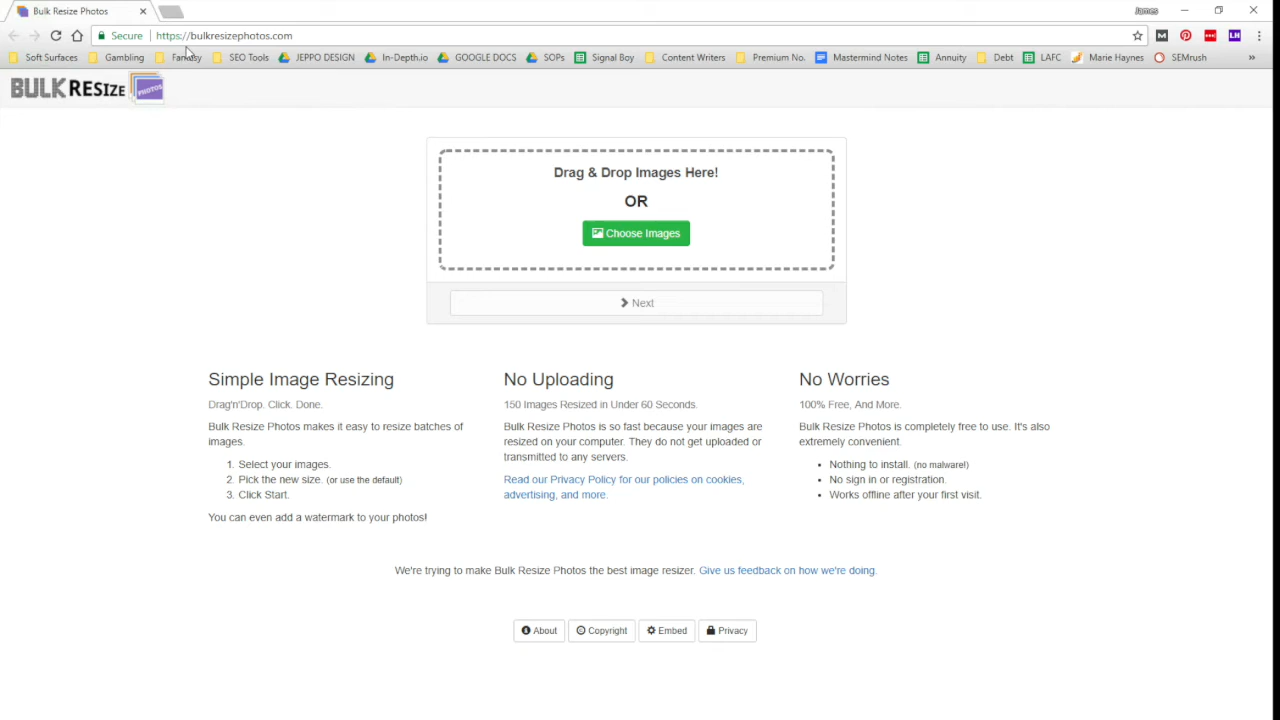 Bulk Resize Photos
James
Secure https://bulkresizephotos.com
Soft Surfaces Gambling Fantasy SEO Tools JEPPO DESIGN In-Depth.io GOOGLE DOCS SOPs Signal Boy Content Writers Premium No. Mastermind Notes Annuity Debt LAFC Marie Haynes SEMrush »
BULK RESIZE PHOTOS
Drag & Drop Images Here!
OR
Choose Images
Next
Simple Image Resizing
Drag'n'Drop. Click. Done.
Bulk Resize Photos makes it easy to resize batches of
images.
1. Select your images.
2. Pick the new size. (or use the default)
3. Click Start.
You can even add a watermark to your photos!
No Uploading
150 Images Resized in Under 60 Seconds.
Bulk Resize Photos is so fast because your images are
resized on your computer. They do not get uploaded or
transmitted to any servers.
Read our Privacy Policy for our policies on cookies,
advertising, and more.
No Worries
100% Free, And More.
Bulk Resize Photos is completely free to use. It's also
extremely convenient.
• Nothing to install. (no malware!)
• No sign in or registration.
• Works offline after your first visit.
We're trying to make Bulk Resize Photos the best image resizer. Give us feedback on how we're doing.
About Copyright Embed Privacy